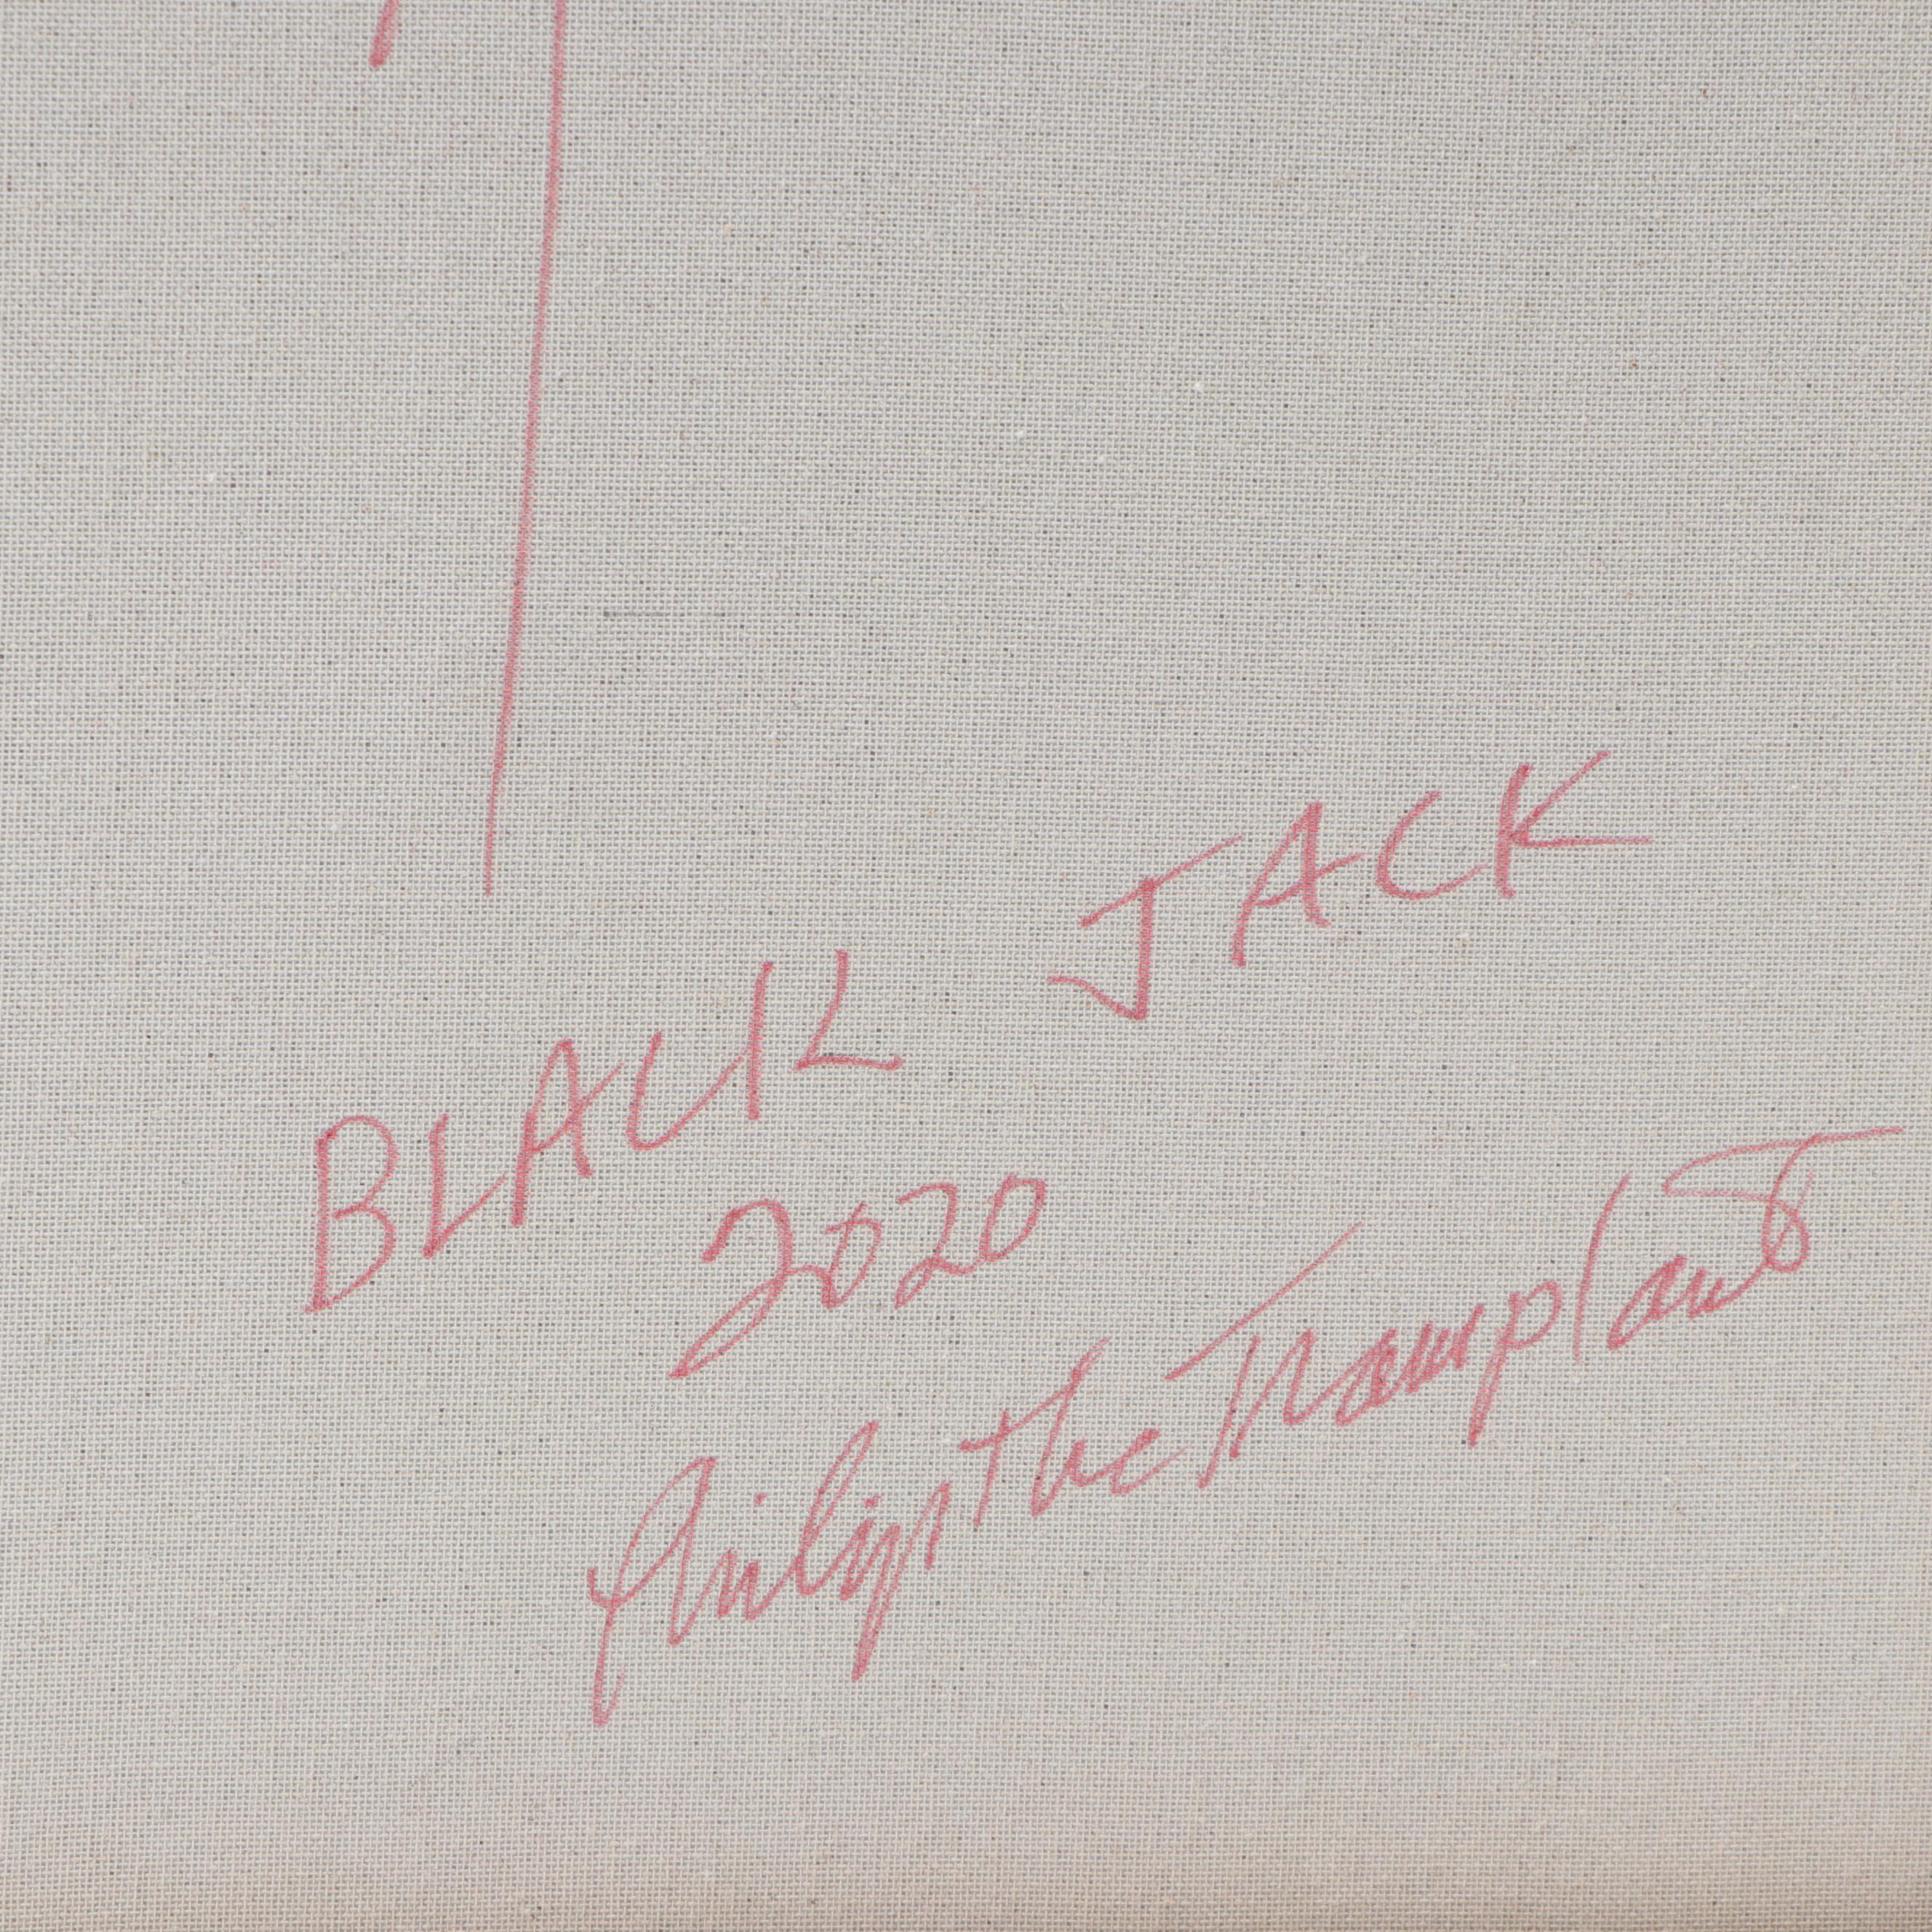 BLACK JACK
2020
Philip the Transplant